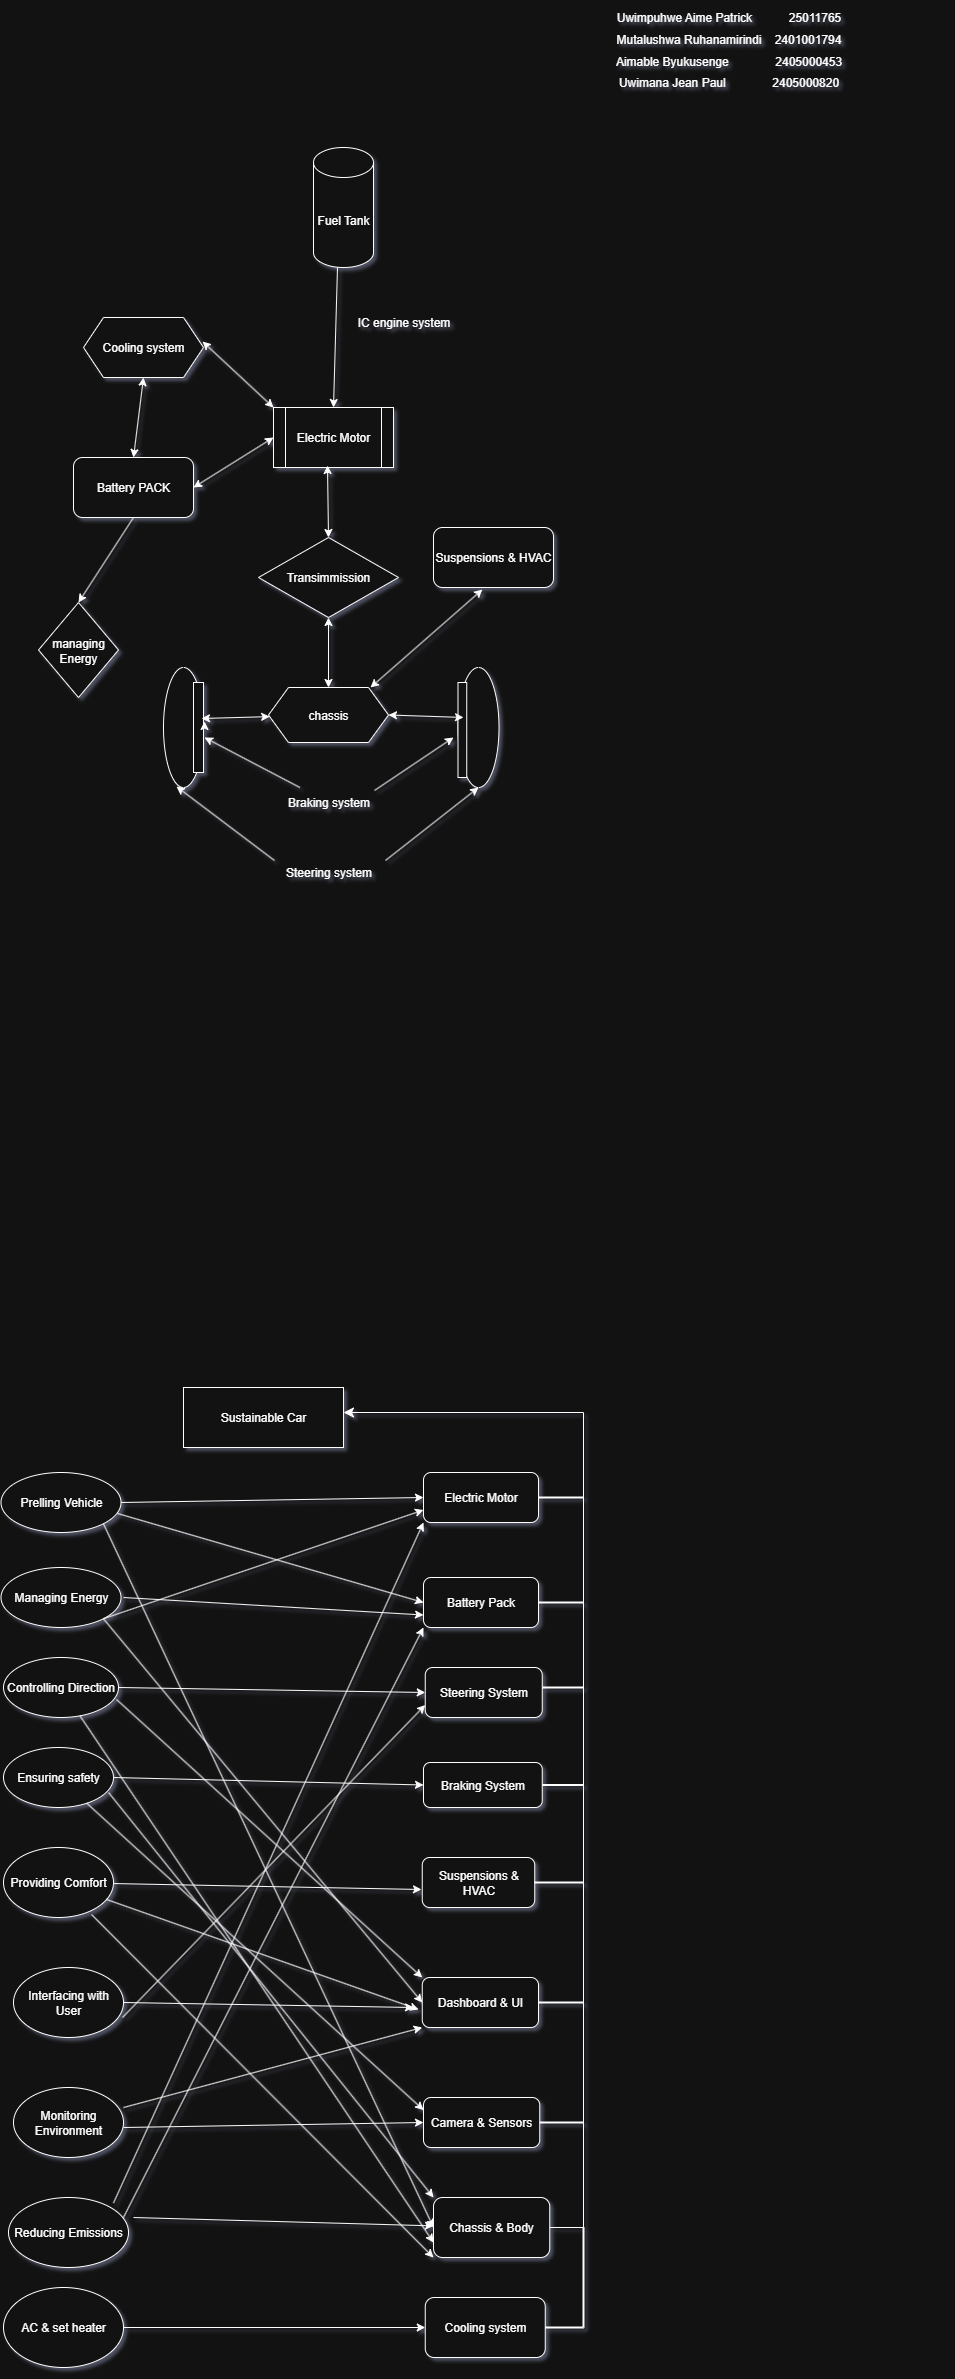 Uwimpuhwe Aime Patrick 25011765
Mutalushwa Ruhanamirindi 2401001794
Aimable Byukusenge 2405000453
Uwimana Jean Paul 2405000820
Fuel Tank
IC engine system
Cooling system
Electric Motor
Battery PACK
Suspensions & HVAC
Transimmission
managing
Energy
chassis
Braking system
Steering system
Sustainable Car
Prelling Vehicle
Electric Motor
Managing Energy
Battery Pack
Controlling Direction
Steering System
Ensuring safety
Braking System
Providing Comfort
Suspensions &
HVAC
Interfacing with
User
Dashboard & UI
Monitoring
Environment
Camera & Sensors
Reducing Emissions
Chassis & Body
AC & set heater
Cooling system